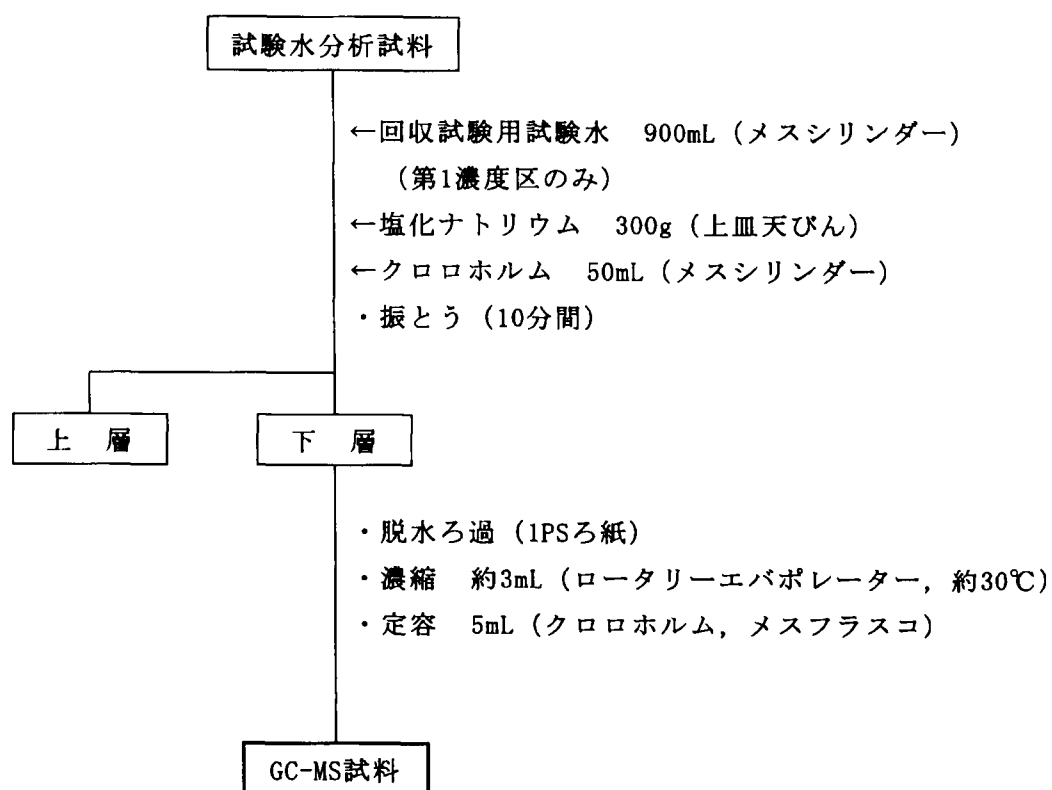 試験水分析試料
←回収試験用試験水 900mL(メスシリンダー)
(第1濃度区のみ)
←塩化ナトリウム 300g(上皿天びん)
←クロロホルム 50mL(メスシリンダー)
・振とう(10分間)
上 層 下 層
・脱水ろ過(1PSろ紙)
・濃縮 約3mL(ロータリーエバポレーター, 約30℃)
・定容 5mL(クロロホルム, メスフラスコ)
GC-MS試料